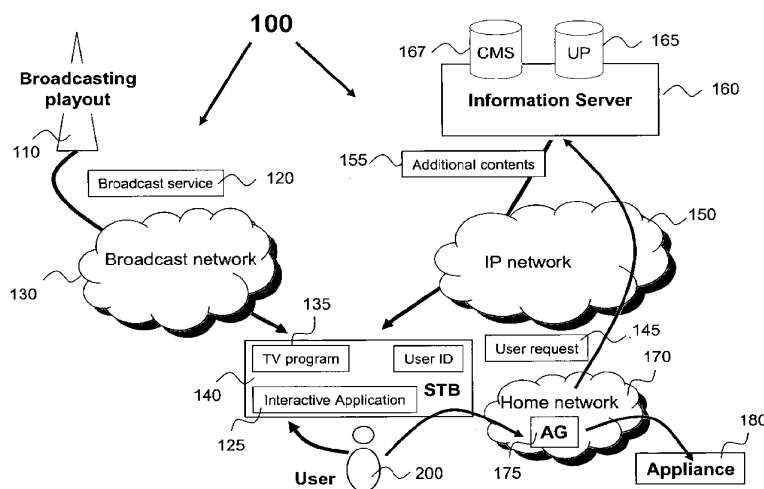 100
167
CMS
UP
165
Broadcasting
playout
Information Server
160
110
155
Additional contents
Broadcast service
120
150
Broadcast network
IP network
130
135
145
TV program
User ID
User request
170
140
STB
Interactive Application
Home network
125
AG
180
User
200
175
Appliance